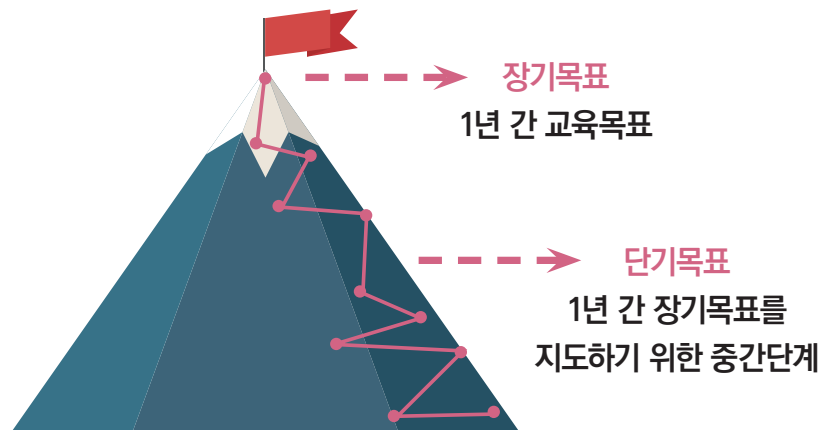 장기목표
1년 간 교육목표
단기목표
1년 간 장기목표를
지도하기 위한 중간단계